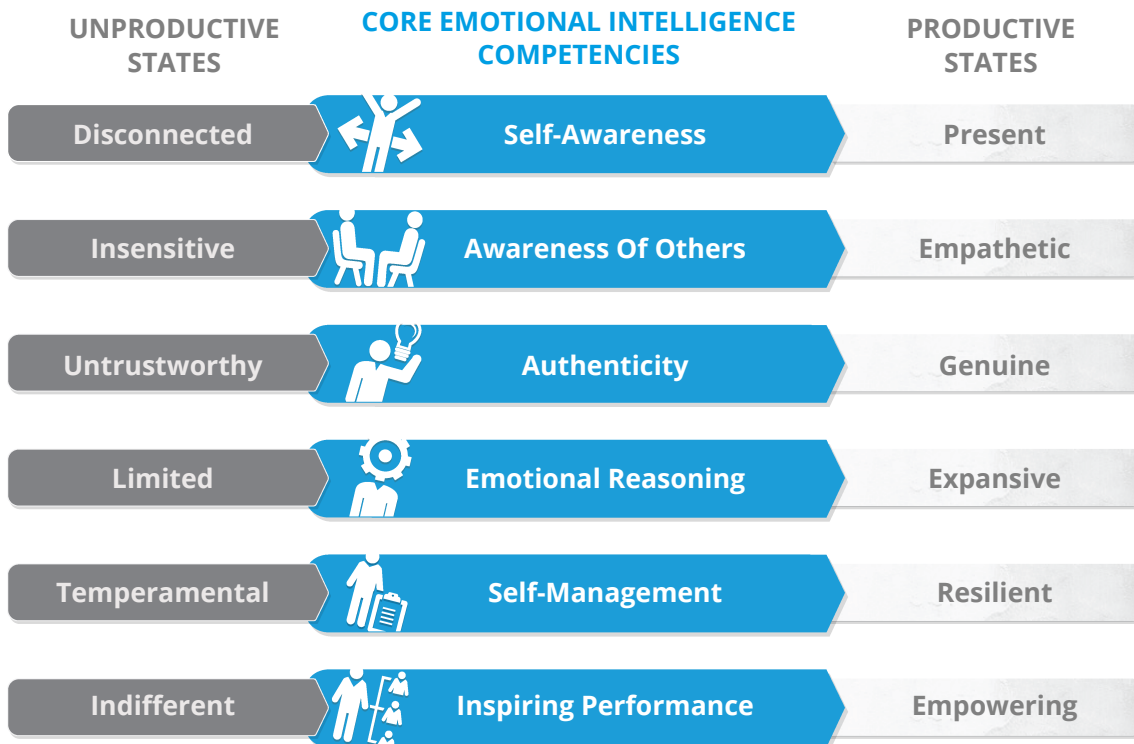 UNPRODUCTIVE
STATES
CORE EMOTIONAL INTELLIGENCE
COMPETENCIES
PRODUCTIVE
STATES
Disconnected
Self-Awareness
Present
Insensitive
Awareness Of Others
Empathetic
Untrustworthy
Authenticity
Genuine
Limited
Emotional Reasoning
Expansive
Temperamental
Self-Management
Resilient
Indifferent
Inspiring Performance
Empowering